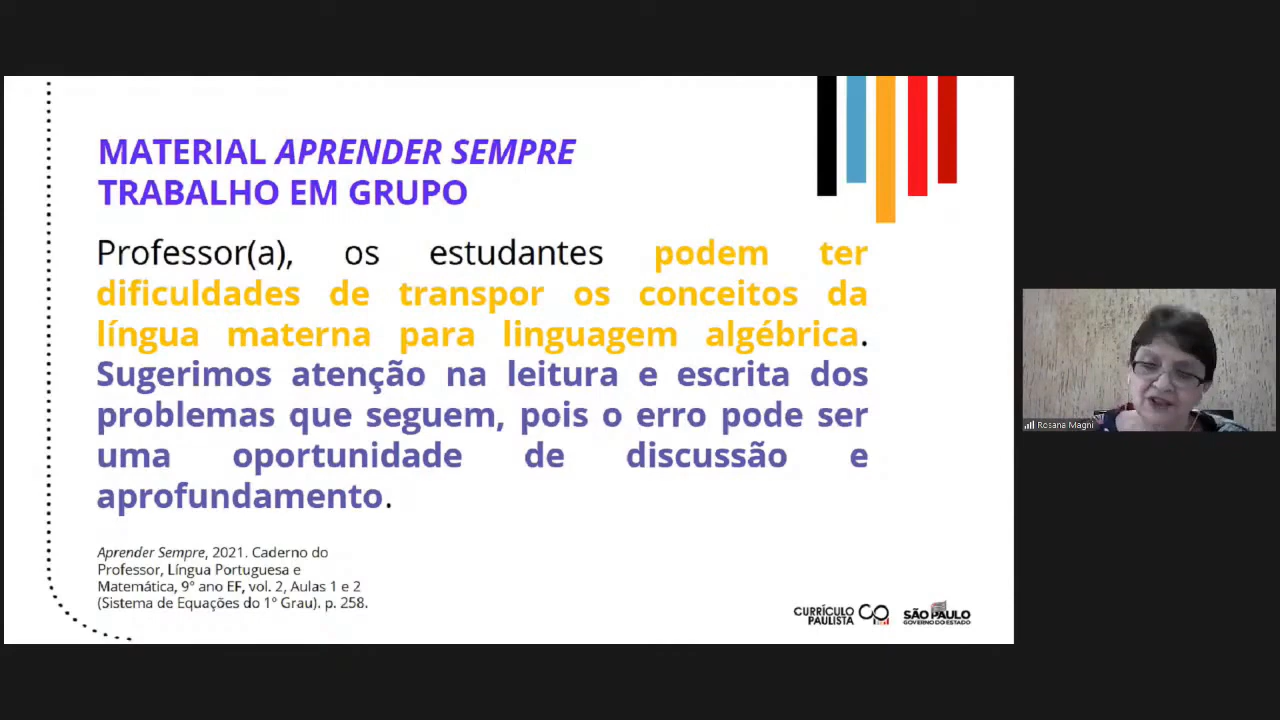 MATERIAL APRENDER SEMPRE
TRABALHO EM GRUPO
Professor(a), os estudantes podem ter
dificuldades de transpor os conceitos da
língua materna para linguagem algébrica.
Sugerimos atenção na leitura e escrita dos
problemas que seguem, pois o erro pode ser
uma oportunidade de discussão e
aprofundamento.
Aprender Sempre, 2021. Caderno do
Professor, Língua Portuguesa e
Matemática, 9º ano EF, vol. 2, Aulas 1 e 2
(Sistema de Equações do 1º Grau). p. 258.
CURRÍCULO
PAULISTA
SÃO PAULO
GOVERNO DO ESTADO
Rosana Magni